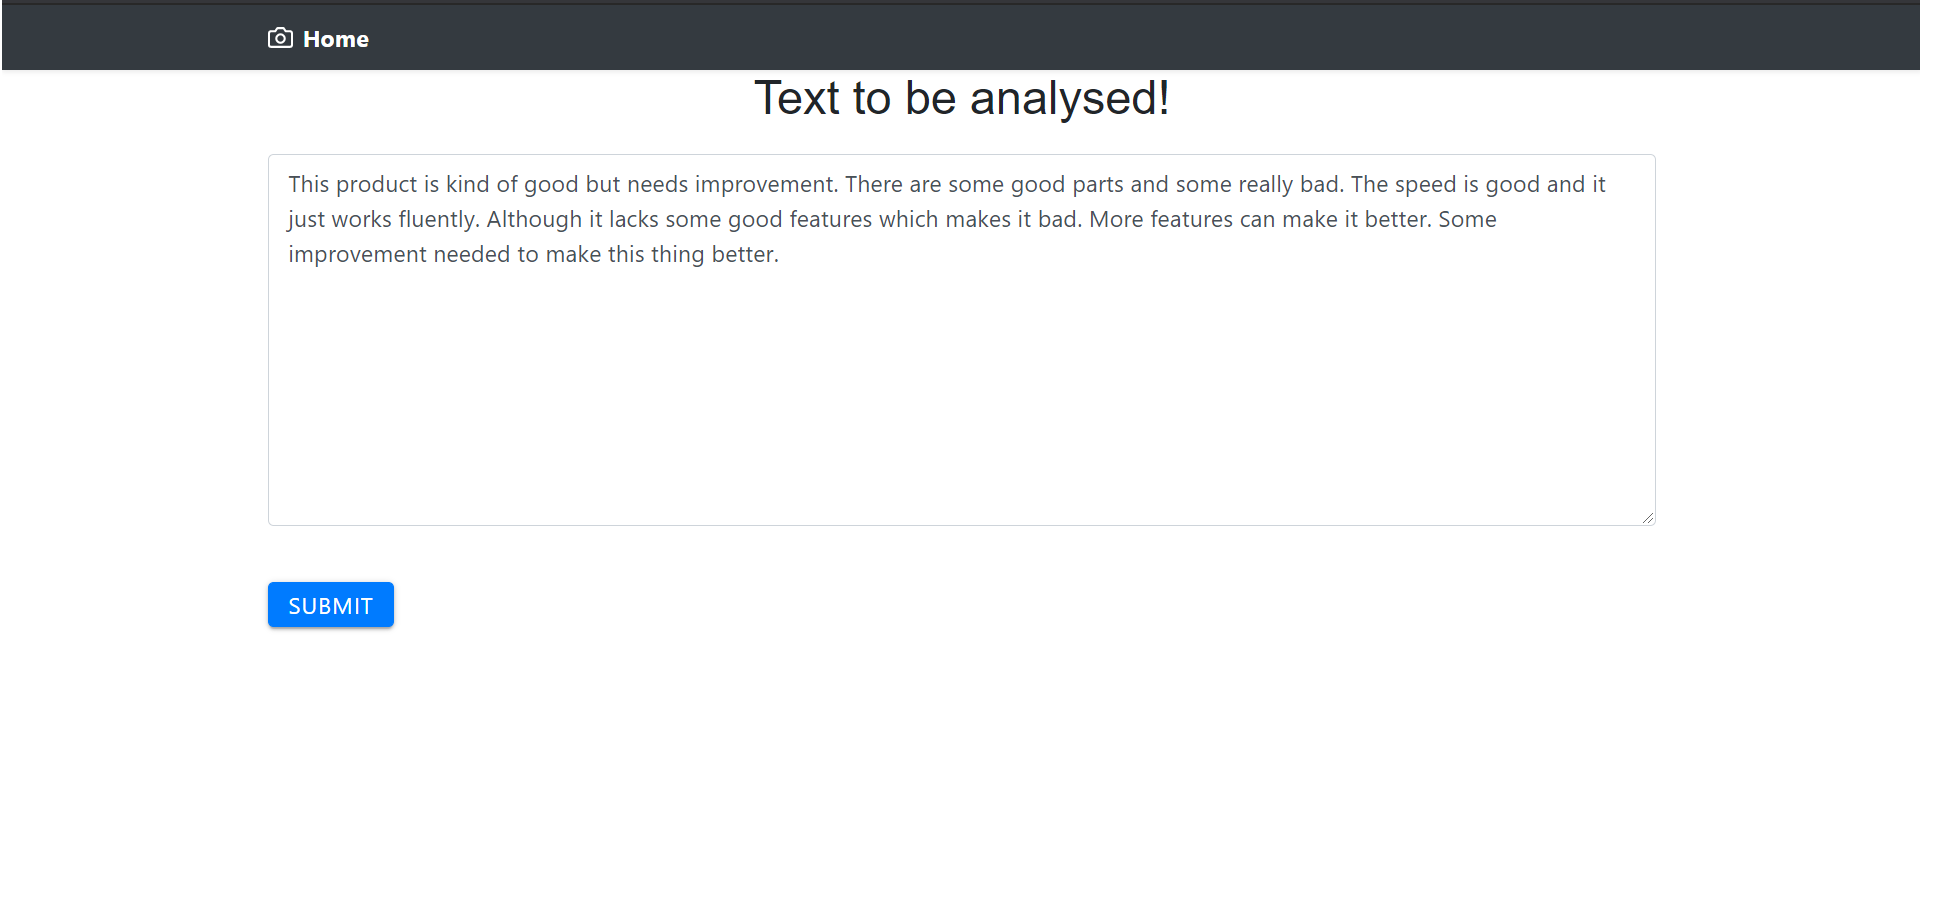 Home
Text to be analysed!
This product is kind of good but needs improvement. There are some good parts and some really bad. The speed is good and it
just works fluently. Although it lacks some good features which makes it bad. More features can make it better. Some
improvement needed to make this thing better.
SUBMIT